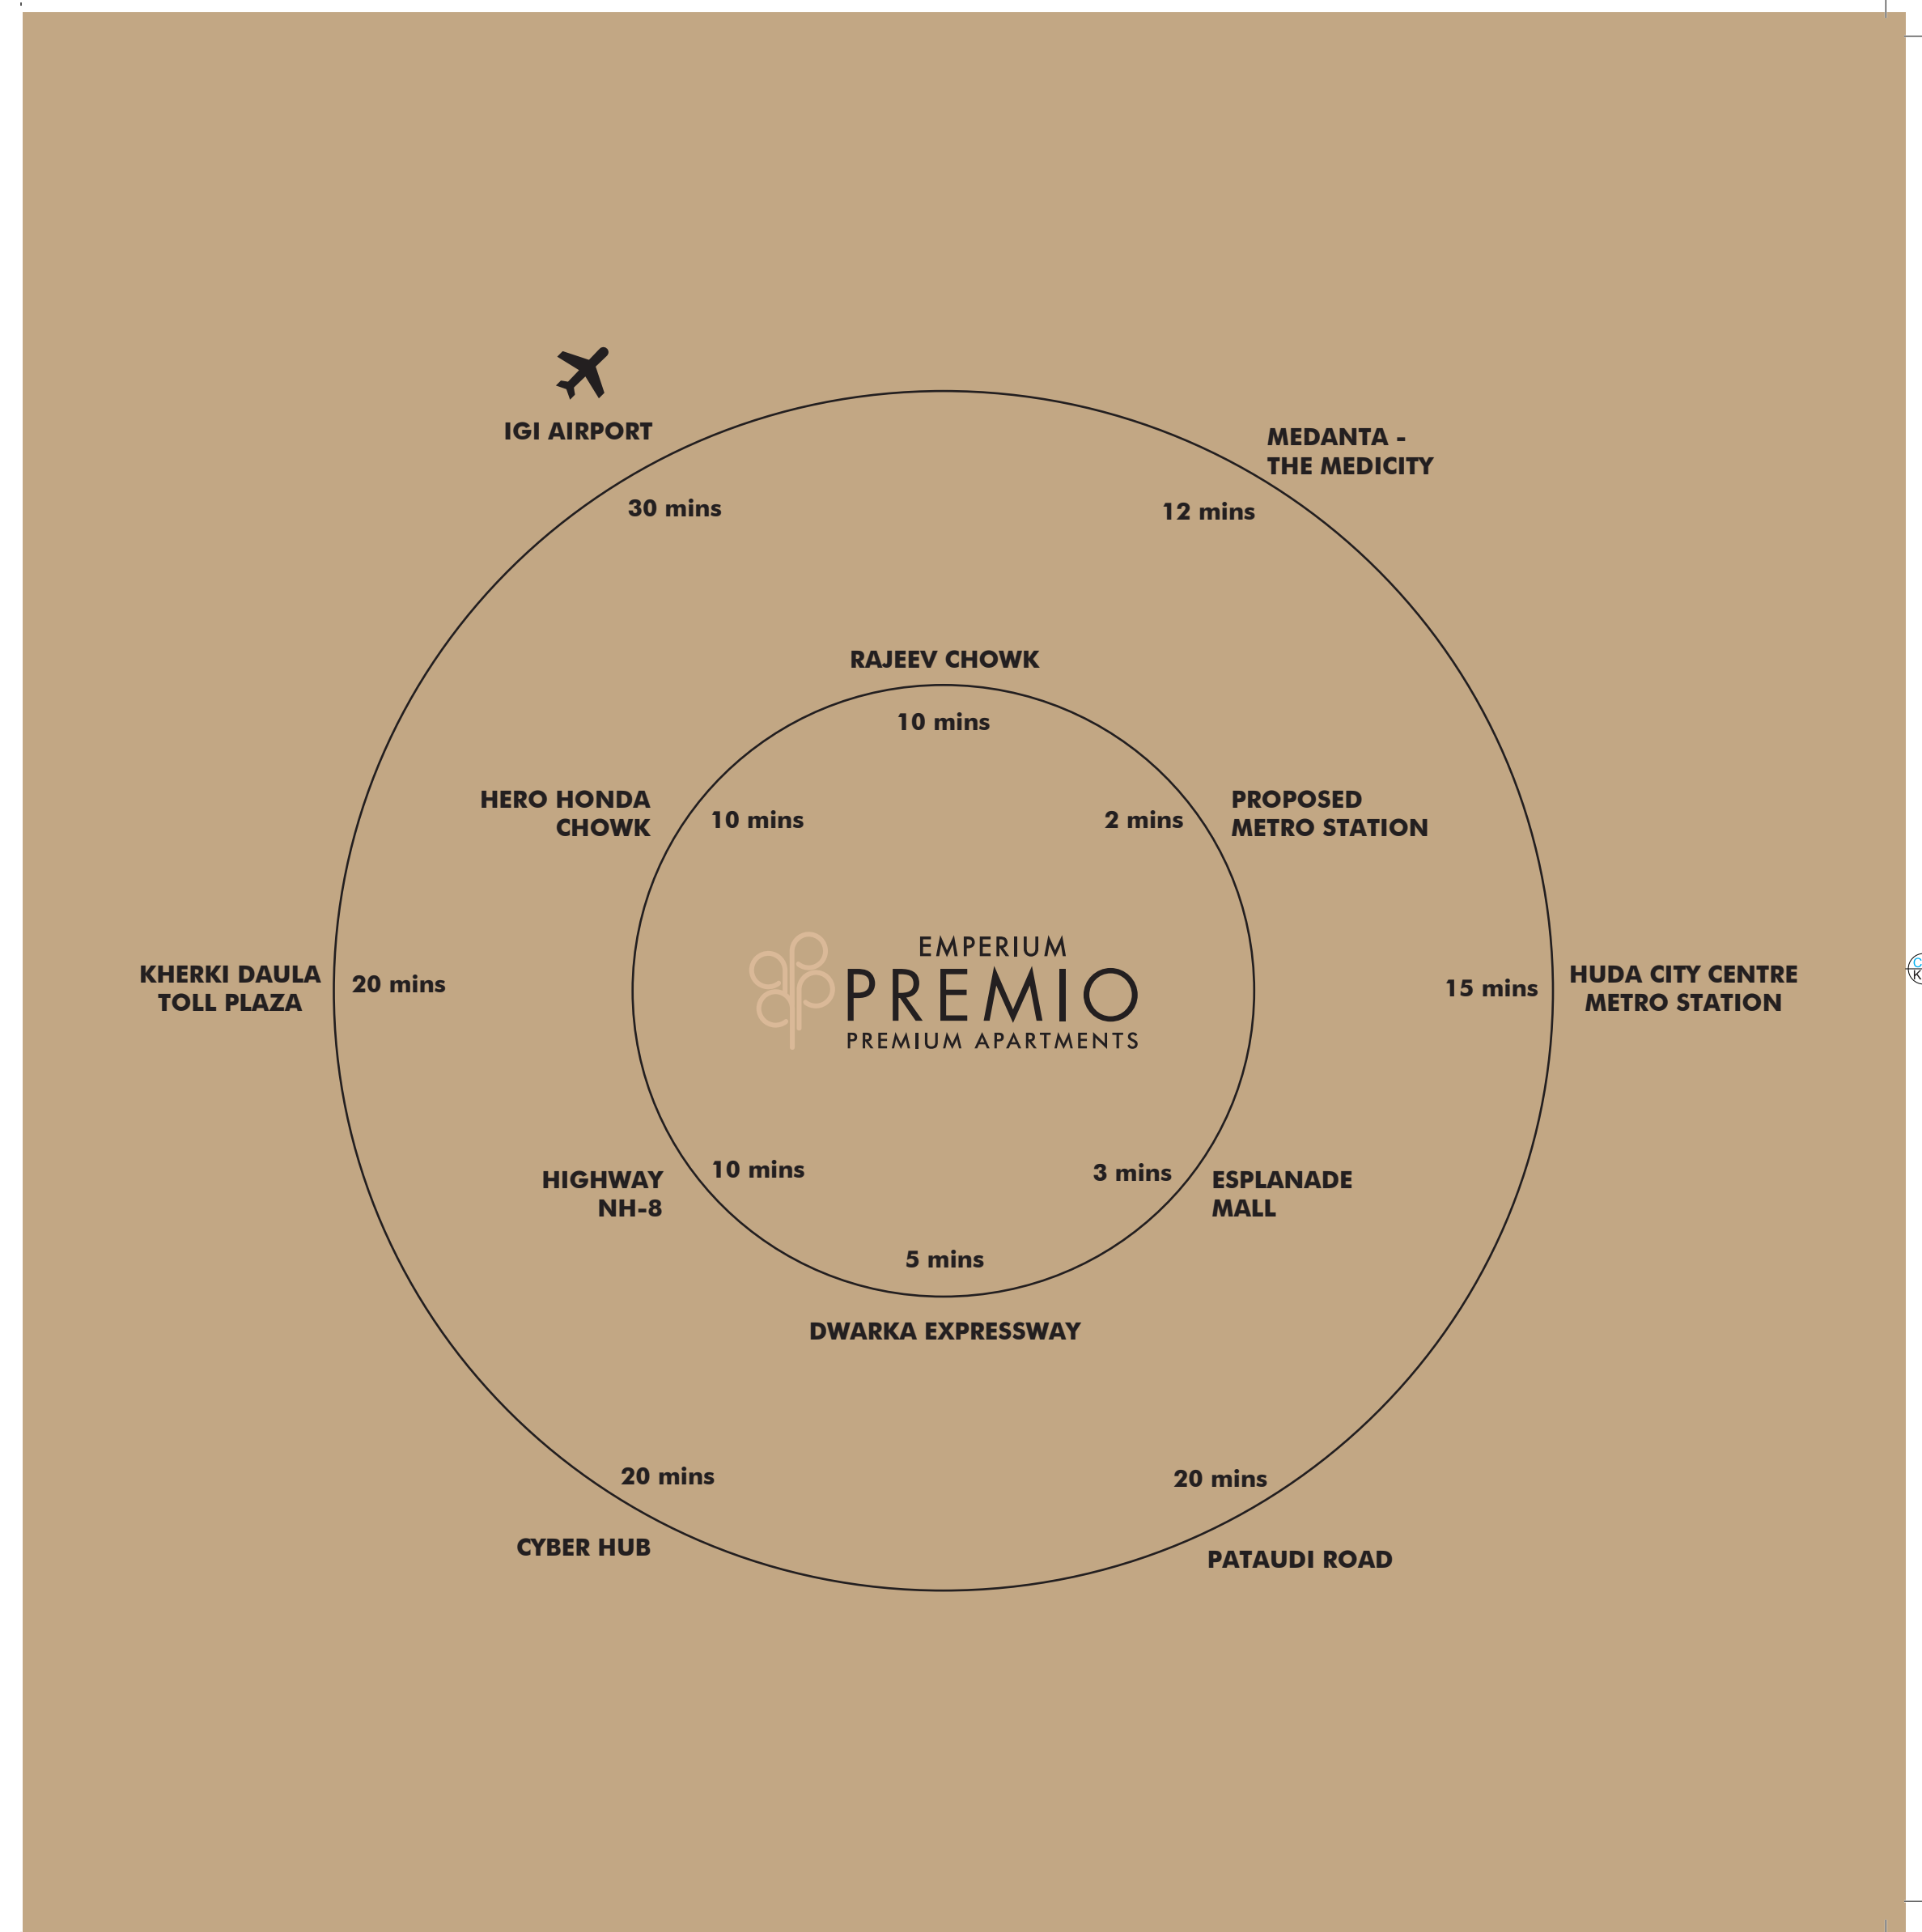 IGI AIRPORT
30 mins
MEDANTA -
THE MEDICITY
12 mins
RAJEEV CHOWK
10 mins
HERO HONDA
CHOWK
10 mins
2 mins
PROPOSED
METRO STATION
KHERKI DAULA
TOLL PLAZA
20 mins
EMPERIUM
PREMIO
PREMIUM APARTMENTS
15 mins
HUDA CITY CENTRE
METRO STATION
HIGHWAY
NH-8
10 mins
3 mins
ESPLANADE
MALL
5 mins
DWARKA EXPRESSWAY
20 mins
CYBER HUB
20 mins
PATAUDI ROAD